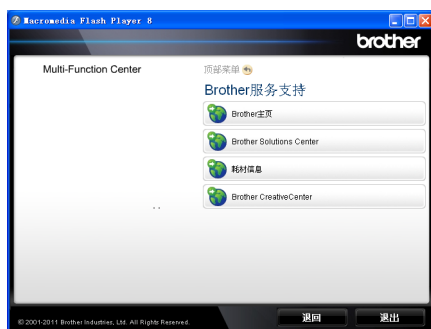 Macromedia Flash Player 8
brother
Multi-Function Center
顶部菜单
Brother服务支持
Brother主页
Brother Solutions Center
耗材信息
Brother CreativeCenter
© 2001-2011 Brother Industries, Ltd. All Rights Reserved.
退回
退出